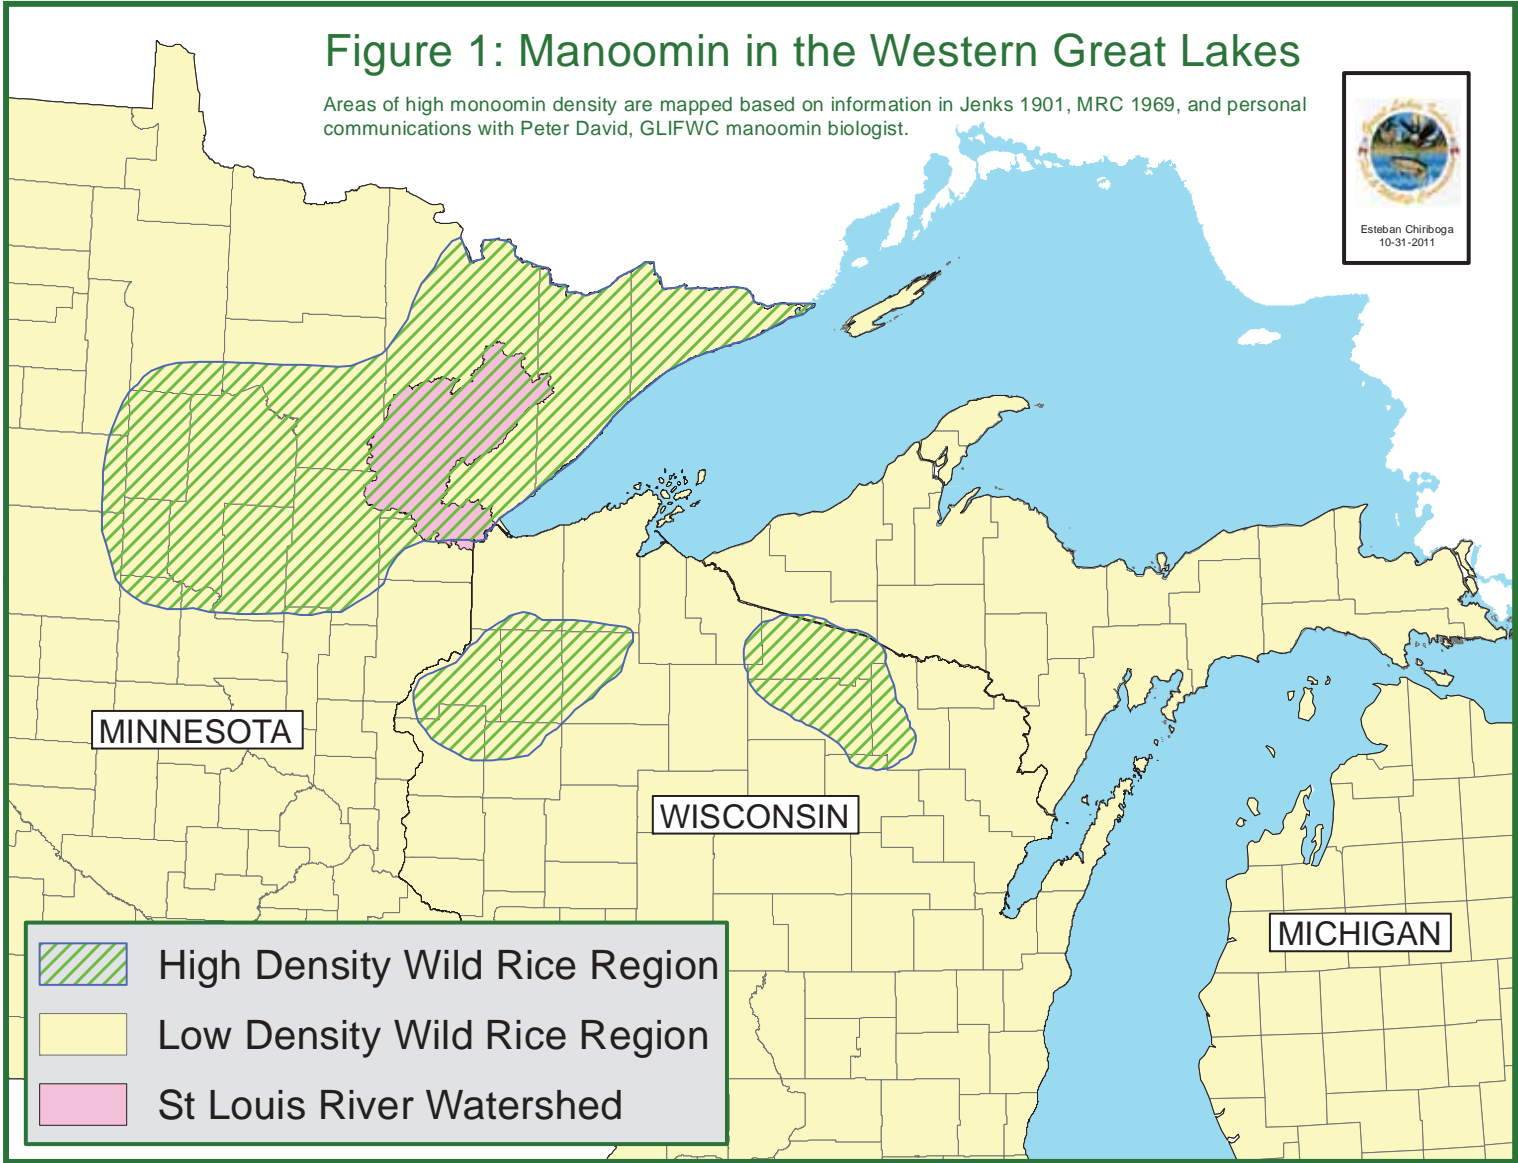 Figure 1: Manoomin in the Western Great Lakes
Areas of high monoomin density are mapped based on information in Jenks 1901, MRC 1969, and personal
communications with Peter David, GLIFWC manoomin biologist.
Esteban Chiriboga
10-31-2011
MINNESOTA
WISCONSIN
MICHIGAN
High Density Wild Rice Region
Low Density Wild Rice Region
St Louis River Watershed